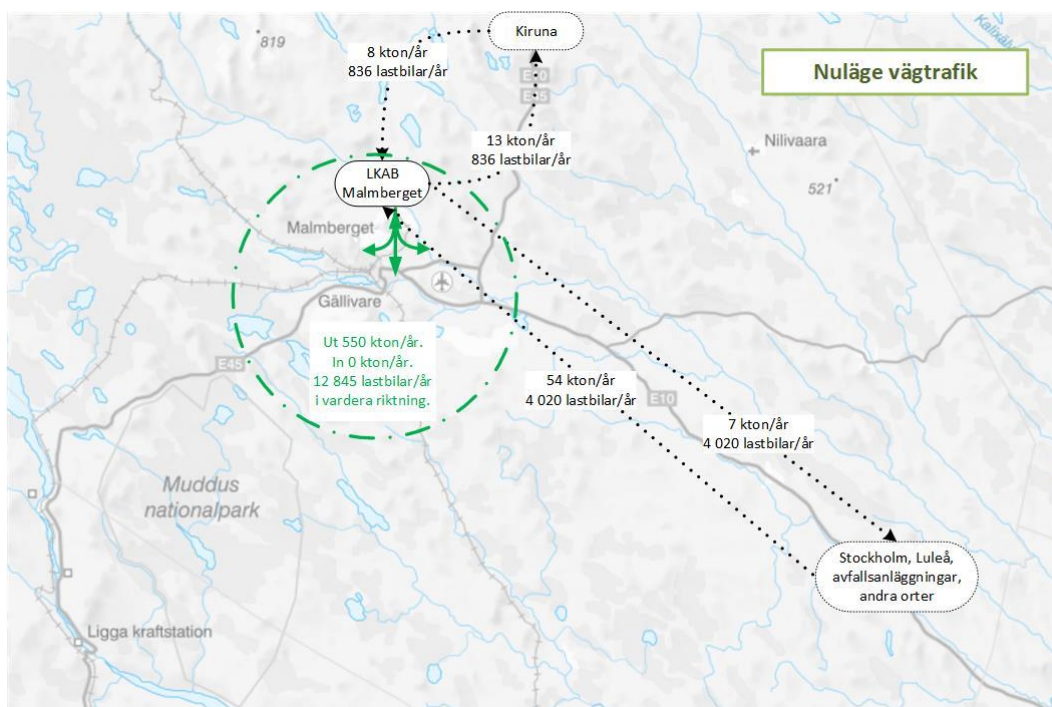 819
Kiruna
Kalixäl
8 kton/år
836 lastbilar/år
Nuläge vägtrafik
E10
E45
13 kton/år
836 lastbilar/år
Nilivaara
521
LKAB
Malmberget
Malmberget
Gällivare
Ut 550 kton/år.
In 0 kton/år.
12 845 lastbilar/år
i vardera riktning.
E45
54 kton/år
4 020 lastbilar/år
E10
7 kton/år
4 020 lastbilar/år
Muddus
nationalpark
Stockholm, Luleå,
avfallsanläggningar,
andra orter
Ligga kraftstation